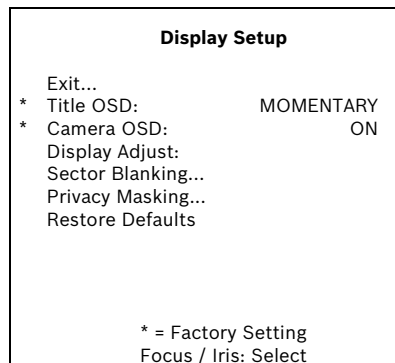 Display Setup
Exit...
* Title OSD: MOMENTARY
* Camera OSD: ON
Display Adjust:
Sector Blanking...
Privacy Masking...
Restore Defaults
* = Factory Setting
Focus / Iris: Select